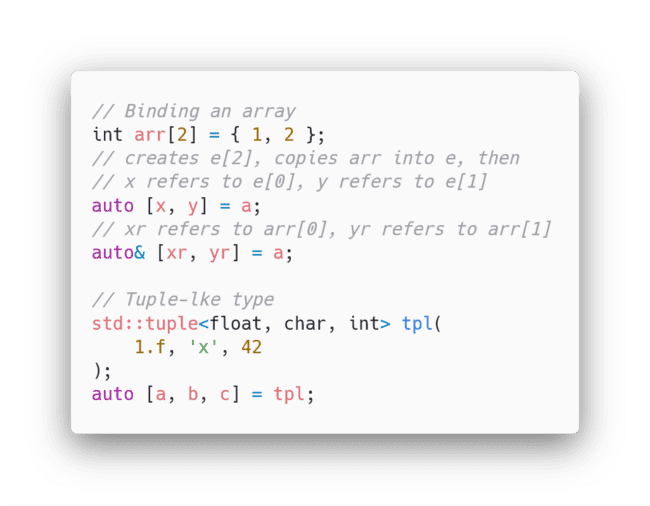 // Binding an array
int arr[2] = { 1, 2 };
// creates e[2], copies arr into e, then
// x refers to e[0], y refers to e[1]
auto [x, y] = a;
// xr refers to arr[0], yr refers to arr[1]
auto& [xr, yr] = a;
// Tuple-lke type
std::tuple<float, char, int> tpl(
    1.f, 'x', 42
);
auto [a, b, c] = tpl;